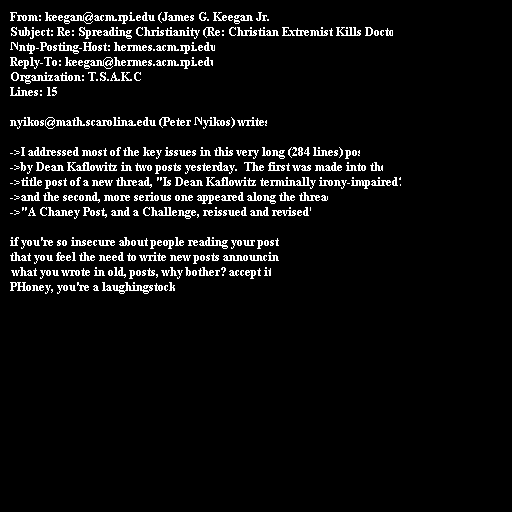 From: keegan@acm.rpi.edu (James G. Keegan Jr.
Subject: Re: Spreading Christianity (Re: Christian Extremist Kills Docto
Nntp-Posting-Host: hermes.acm.rpi.edu
Reply-To: keegan@hermes.acm.rpi.edu
Organization: T.S.A.K.C
Lines: 15

nyikos@math.scarolina.edu (Peter Nyikos) writes

->I addressed most of the key issues in this very long (284 lines) pos
->by Dean Kaflowitz in two posts yesterday.  The first was made into the
->title post of a new thread, "Is Dean Kaflowitz terminally irony-impaired?
->and the second, more serious one appeared along the threa
->"A Chaney Post, and a Challenge, reissued and revised"

if you're so insecure about people reading your post
that you feel the need to write new posts announcin
what you wrote in old, posts, why bother? accept it
PHoney, you're a laughingstock